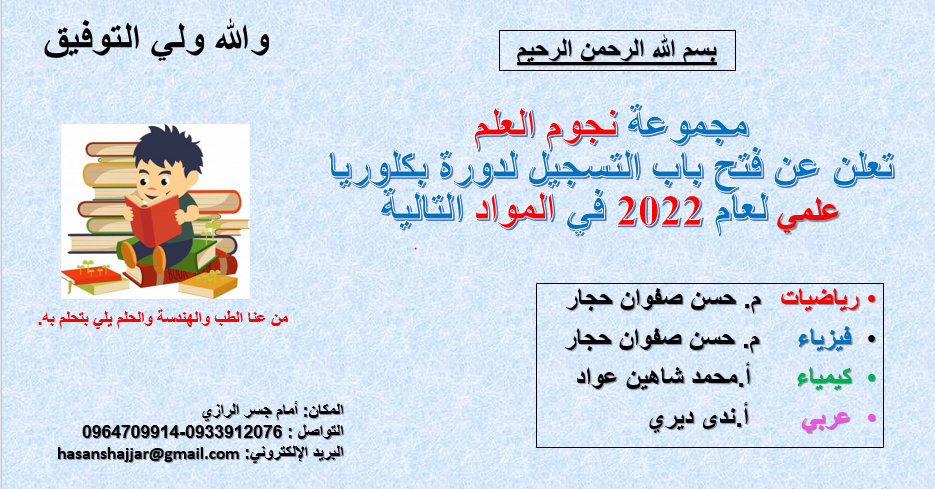 والله ولي التوفيق
بسم الله الرحمن الرحيم
مجموعة نجوم العلم
تعلن عن فتح باب التسجيل لدورة بكلوريا
علمي لعام 2022 في المواد التالية
• رياضيات م. حسن صفوان حجار
• فيزياء م. حسن صفوان حجار
• كيمياء أ.محمد شاهين عواد
• عربي أ.ندى ديري
من عنا الطب والهندسة والحلم يلي بتحلم به.
المكان: أمام جسر الرازي
التواصل : 0933912076-0964709914
البريد الإلكتروني: hasanshajjar@gmail.com